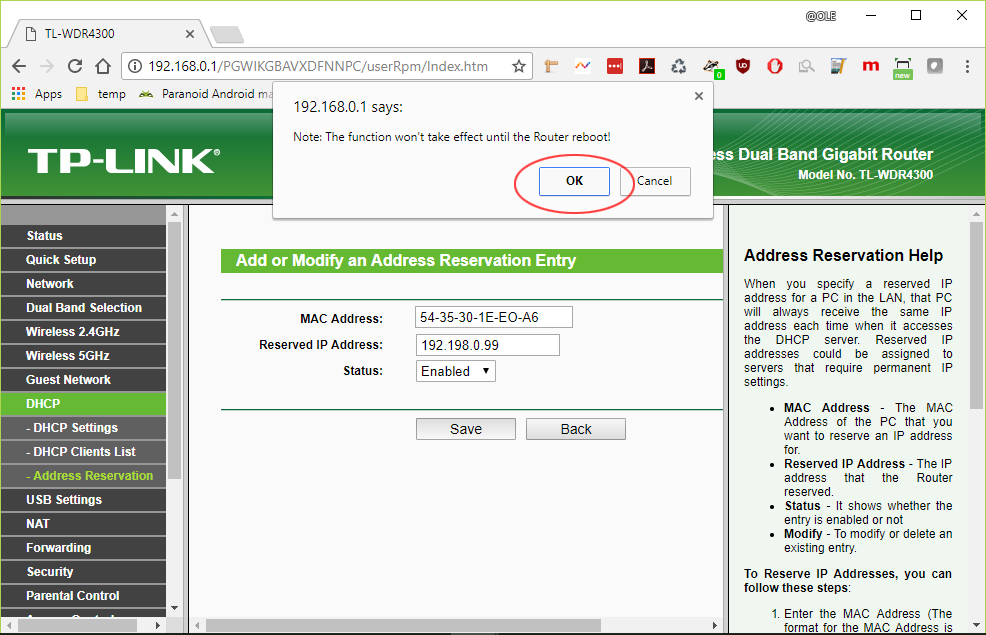 @OLE
TL-WDR4300
192.168.0.1/PGWIKGBAVXDFNNPC/userRpm/Index.htm
0
new
Apps
temp
Paranoid Android ma
192.168.0.1 says:
Note: The function won't take effect until the Router reboot!
OK
Cancel
TP-LINK®
ess Dual Band Gigabit Router
Model No. TL-WDR4300
Status
Quick Setup
Network
Dual Band Selection
Wireless 2.4GHz
Wireless 5GHz
Guest Network
DHCP
- DHCP Settings
- DHCP Clients List
- Address Reservation
USB Settings
NAT
Forwarding
Security
Parental Control
Add or Modify an Address Reservation Entry
MAC Address: 54-35-30-1E-EO-A6
Reserved IP Address: 192.198.0.99
Status: Enabled
Save
Back
Address Reservation Help
When you specify a reserved IP
address for a PC in the LAN, that PC
will always receive the same IP
address each time when it accesses
the DHCP server. Reserved IP
addresses could be assigned to
servers that require permanent IP
settings.
• MAC Address - The MAC
Address of the PC that you
want to reserve an IP address
for.
• Reserved IP Address - The IP
address that the Router
reserved.
• Status - It shows whether the
entry is enabled or not
• Modify - To modify or delete an
existing entry.
To Reserve IP Addresses, you can
follow these steps:
1. Enter the MAC Address (The
format for the MAC Address is